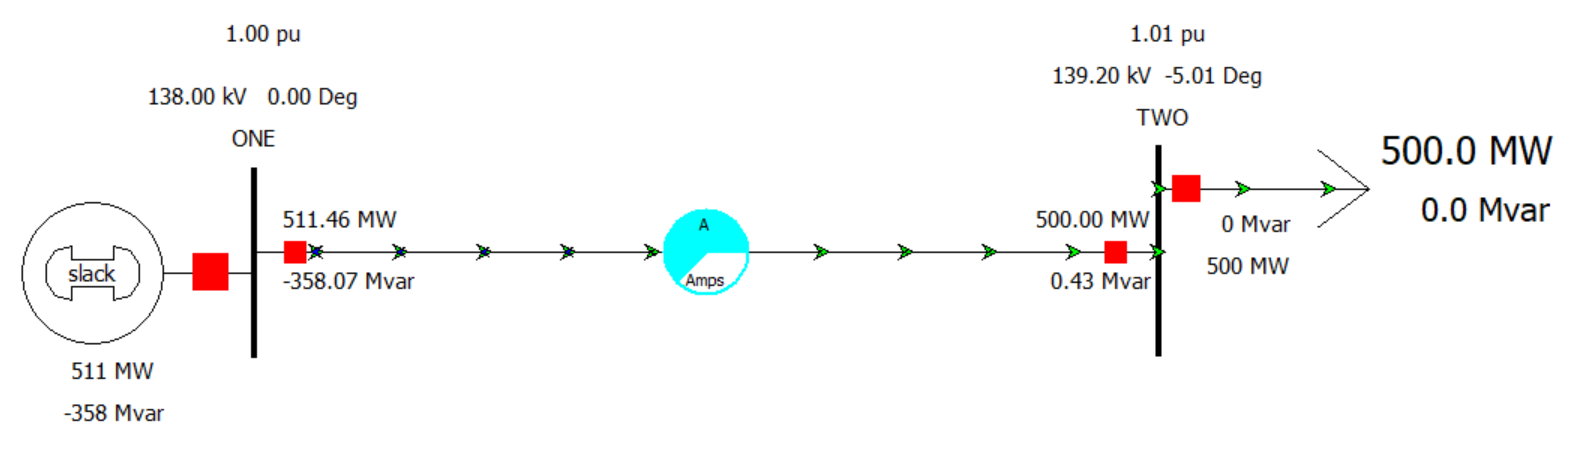 1.00 pu
138.00 kV 0.00 Deg
ONE
slack
511 MW
-358 Mvar
511.46 MW
-358.07 Mvar
A
Amps
1.01 pu
139.20 kV -5.01 Deg
TWO
500.00 MW
0.43 Mvar
0 Mvar
500 MW
500.0 MW
0.0 Mvar